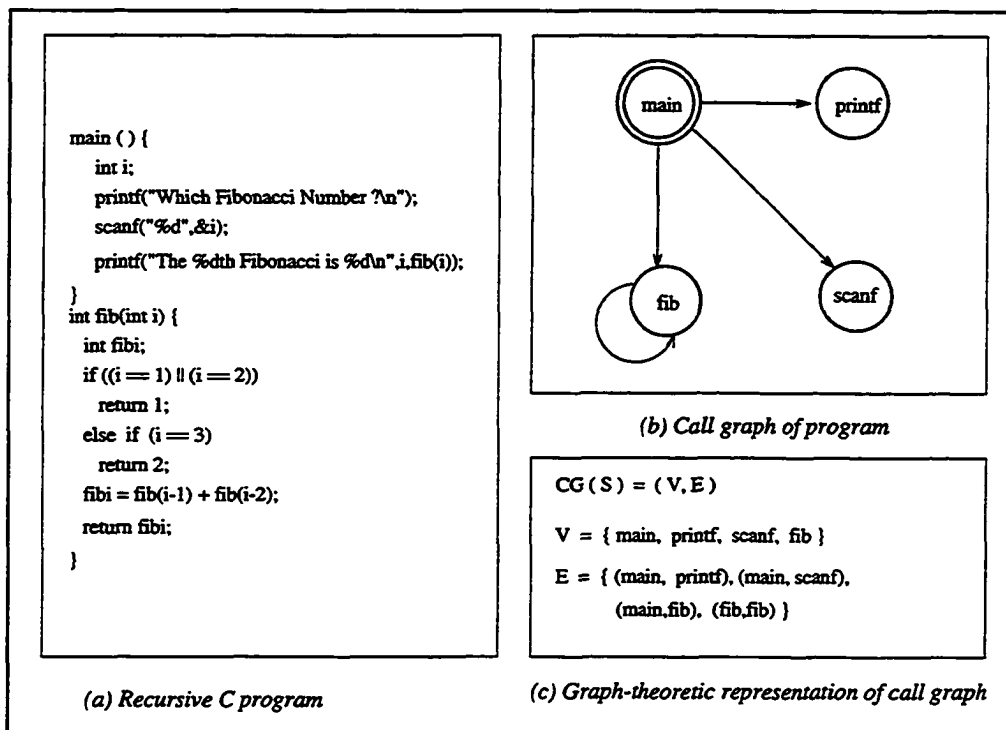 main ( ) {
int i;
printf("Which Fibonacci Number ?\n");
scanf("%d",&i);
printf("The %dth Fibonacci is %d\n",i,fib(i));
}
int fib(int i) {
int fibi;
if ((i == 1) || (i == 2))
return 1;
else if (i == 3)
return 2;
fibi = fib(i-1) + fib(i-2);
return fibi;
}
(a) Recursive C program
main
printf
fib
scanf
(b) Call graph of program
CG ( S ) = ( V, E )
V = { main, printf, scanf, fib }
E = { (main, printf), (main, scanf),
(main,fib), (fib,fib) }
(c) Graph-theoretic representation of call graph